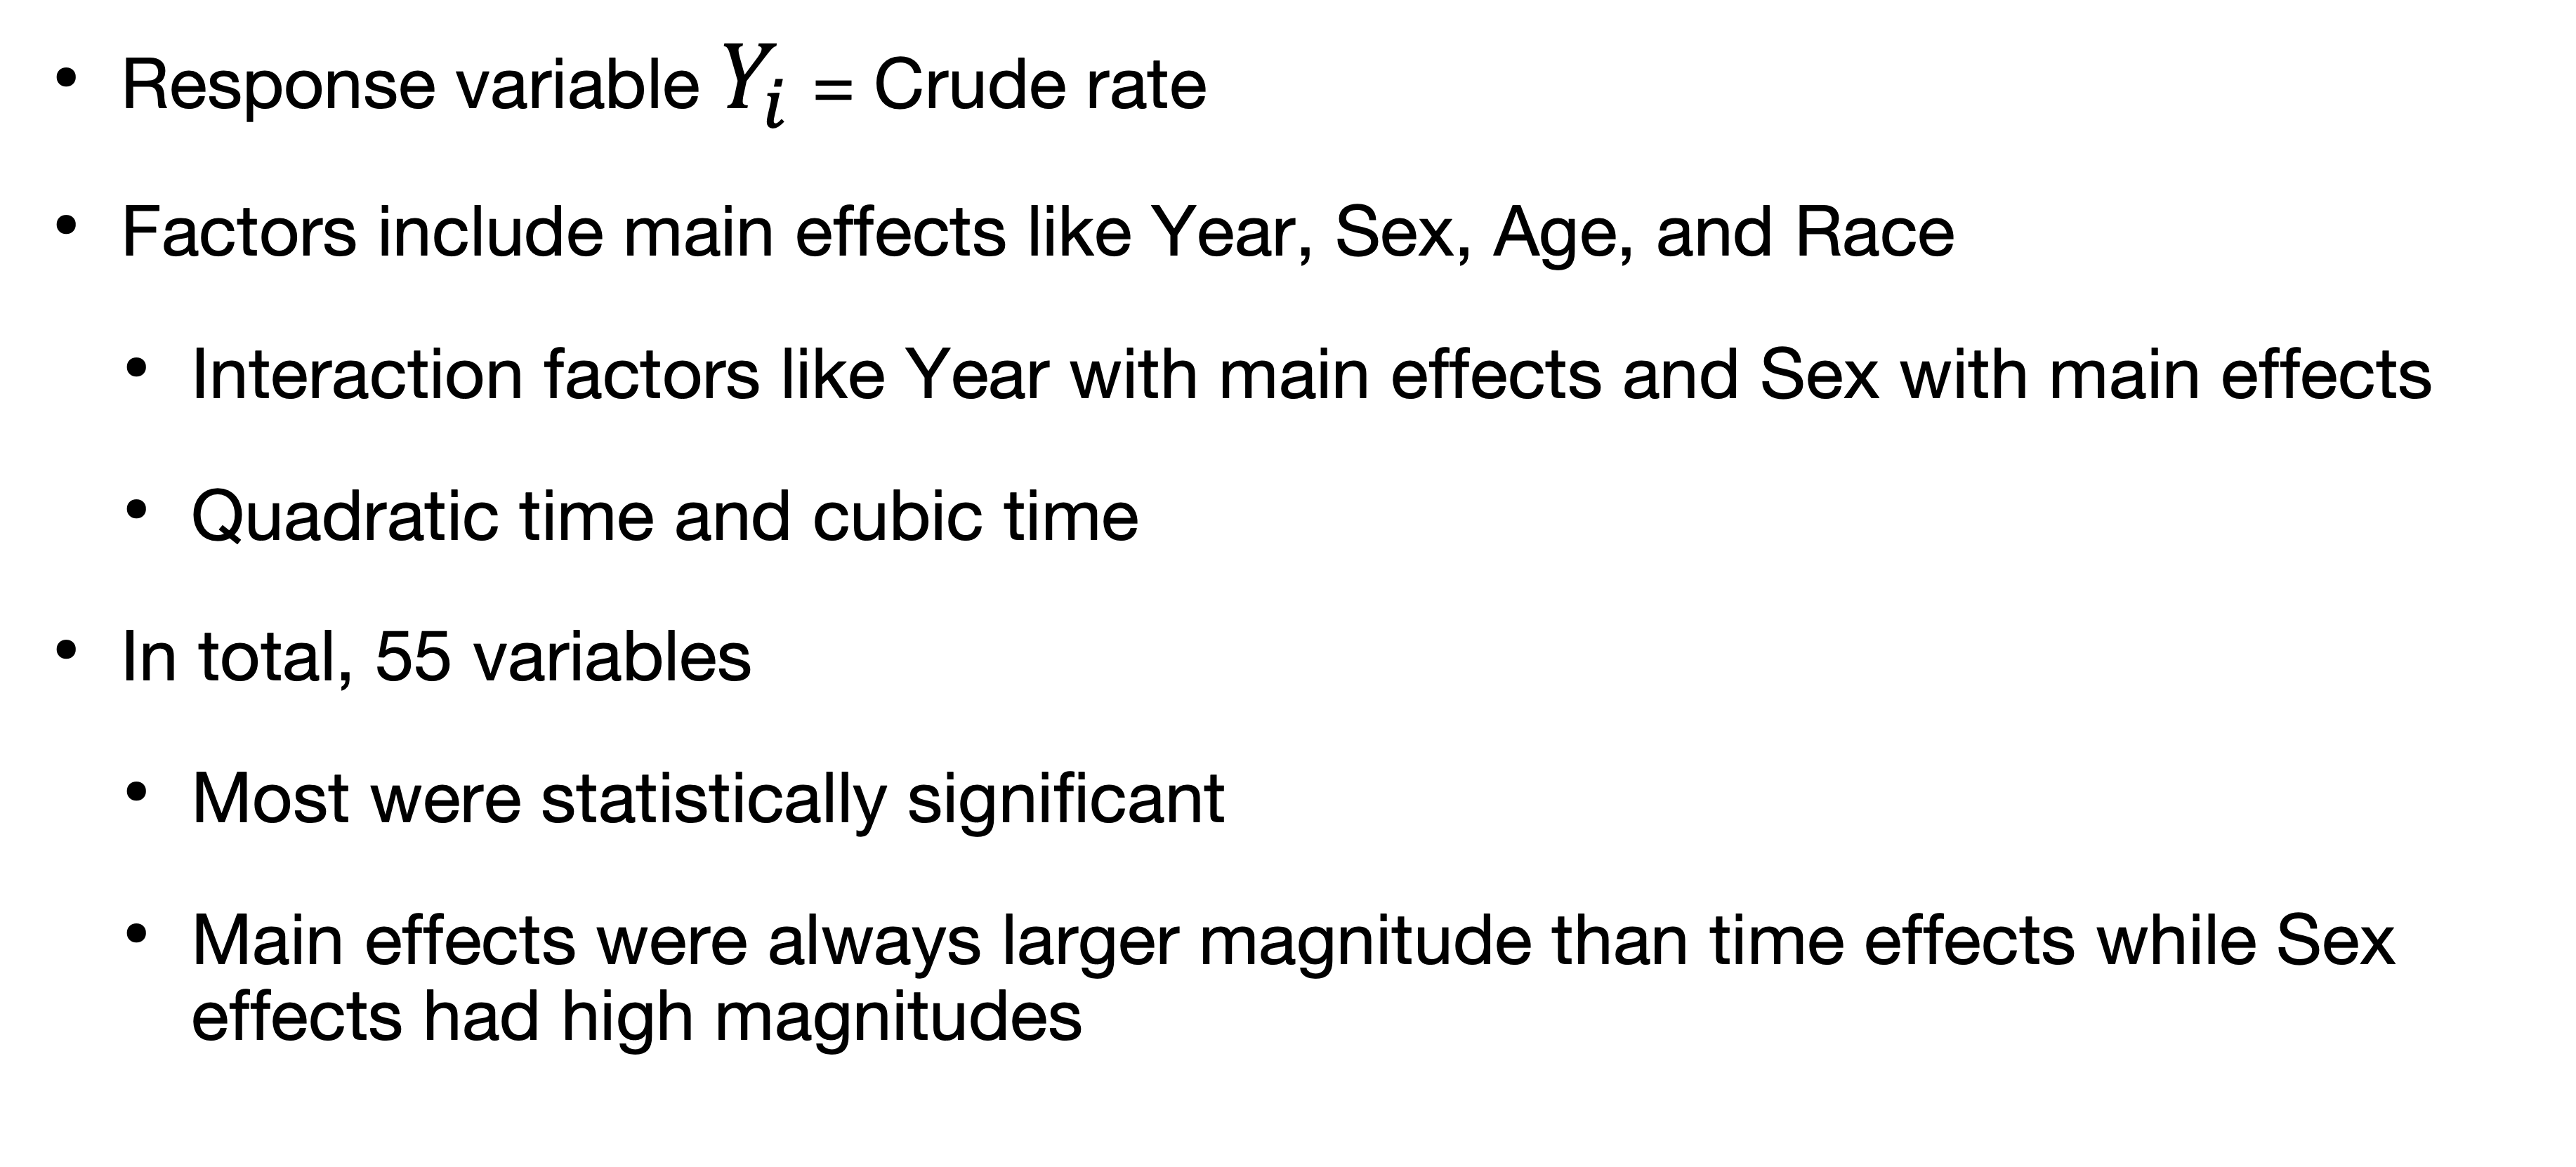 • Response variable Yᵢ = Crude rate
• Factors include main effects like Year, Sex, Age, and Race
• Interaction factors like Year with main effects and Sex with main effects
• Quadratic time and cubic time
• In total, 55 variables
• Most were statistically significant
• Main effects were always larger magnitude than time effects while Sex
effects had high magnitudes